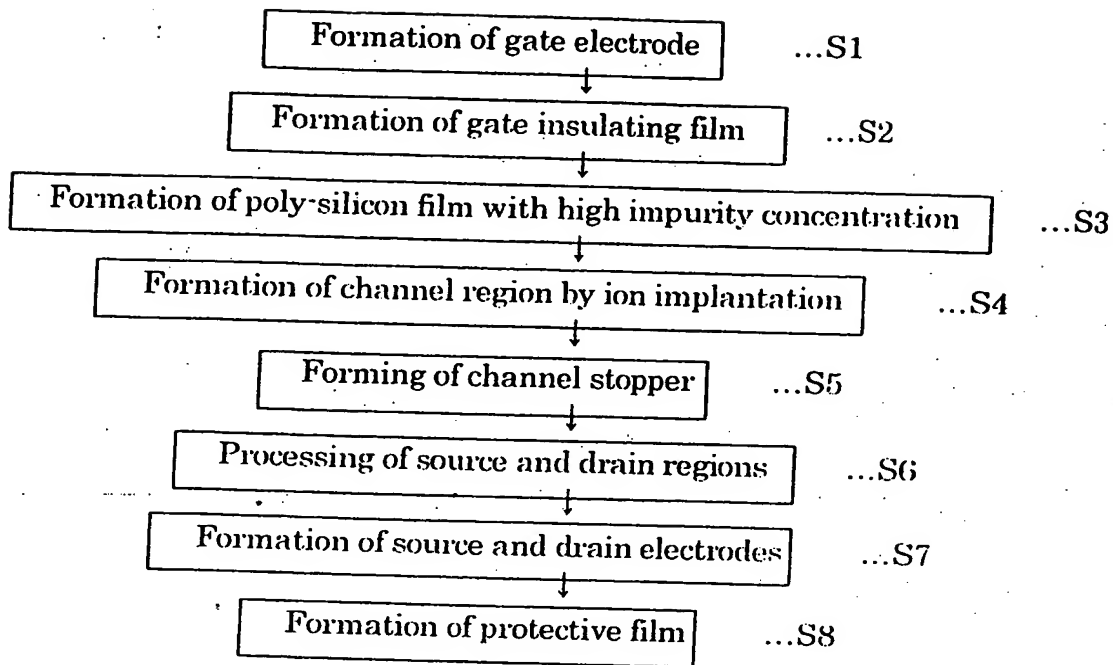 Formation of gate electrode ...S1
Formation of gate insulating film ...S2
Formation of poly-silicon film with high impurity concentration ...S3
Formation of channel region by ion implantation ...S4
Forming of channel stopper ...S5
Processing of source and drain regions ...S6
Formation of source and drain electrodes ...S7
Formation of protective film ...S8